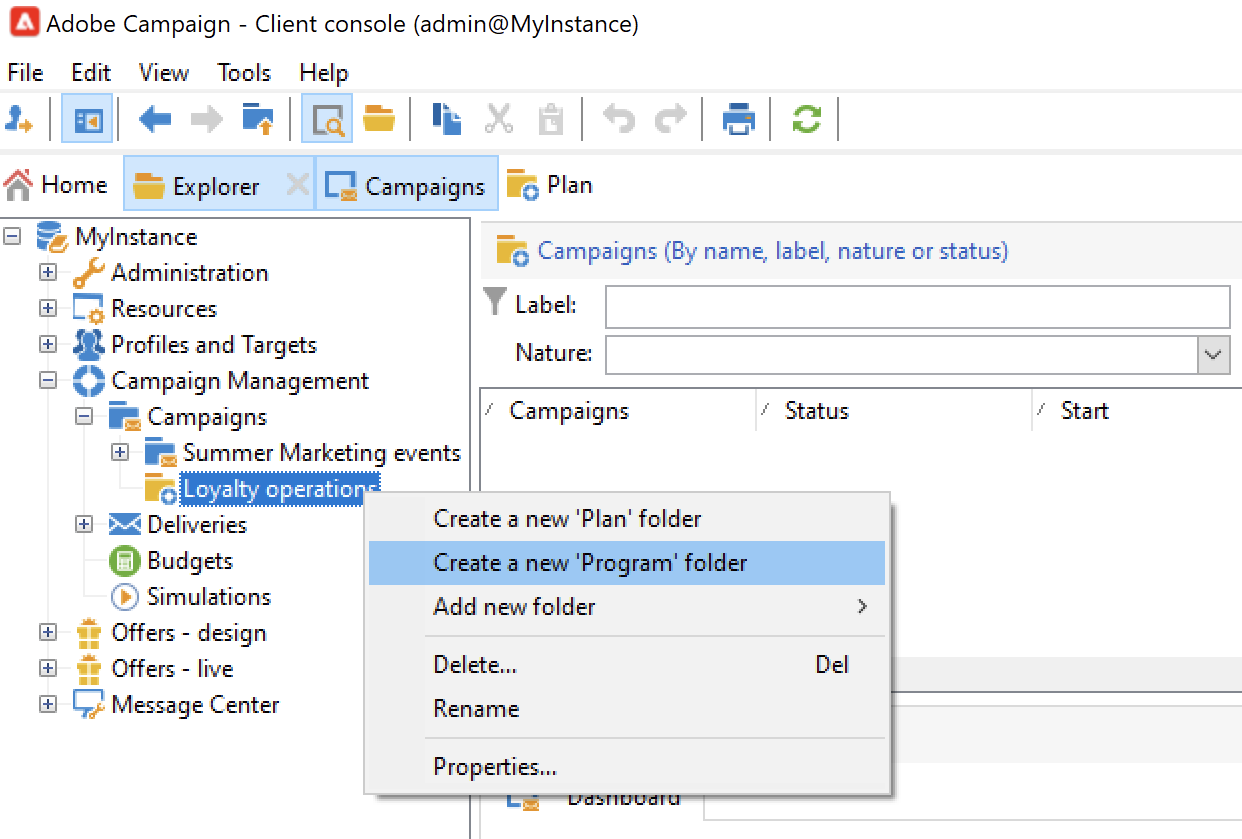 Adobe Campaign - Client console (admin@MyInstance)
File Edit View Tools Help
Home Explorer Campaigns Plan
MyInstance
Administration
Resources
Profiles and Targets
Campaign Management
Campaigns
Summer Marketing events
Loyalty operations
Deliveries
Budgets
Simulations
Offers - design
Offers - live
Message Center
Campaigns (By name, label, nature or status)
Label:
Nature:
Campaigns Status Start
Create a new 'Plan' folder
Create a new 'Program' folder
Add new folder
Delete... Del
Rename
Properties...
Dashboard